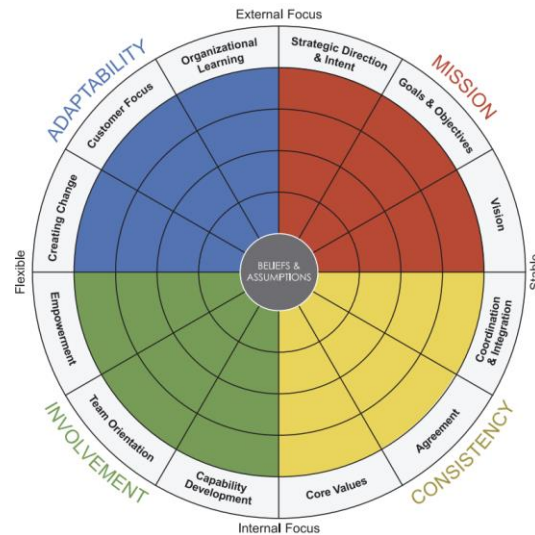 External Focus
ADAPTABILITY
MISSION
Organizational
Learning
Strategic Direction
& Intent
Customer Focus
Goals & Objectives
Creating Change
Vision
Flexible
Stable
BELIEFS &
ASSUMPTIONS
Empowerment
Coordination
& Integration
Team Orientation
Agreement
Capability
Development
Core Values
INVOLVEMENT
CONSISTENCY
Internal Focus